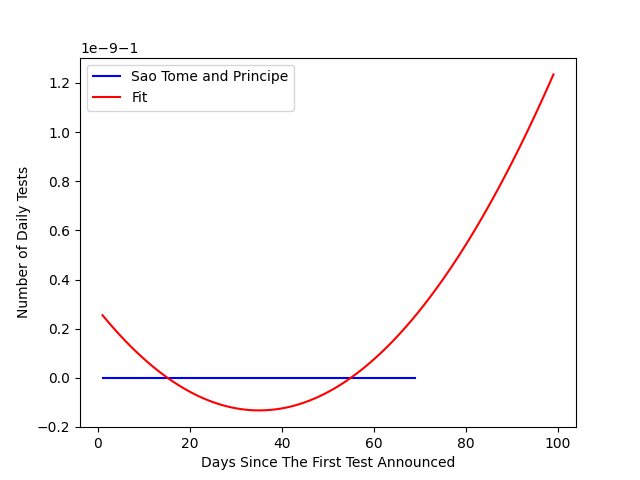 1e−9−1
Sao Tome and Principe
Fit
1.2
1.0
0.8
0.6
0.4
0.2
0.0
−0.2
Number of Daily Tests
0 20 40 60 80 100
Days Since The First Test Announced